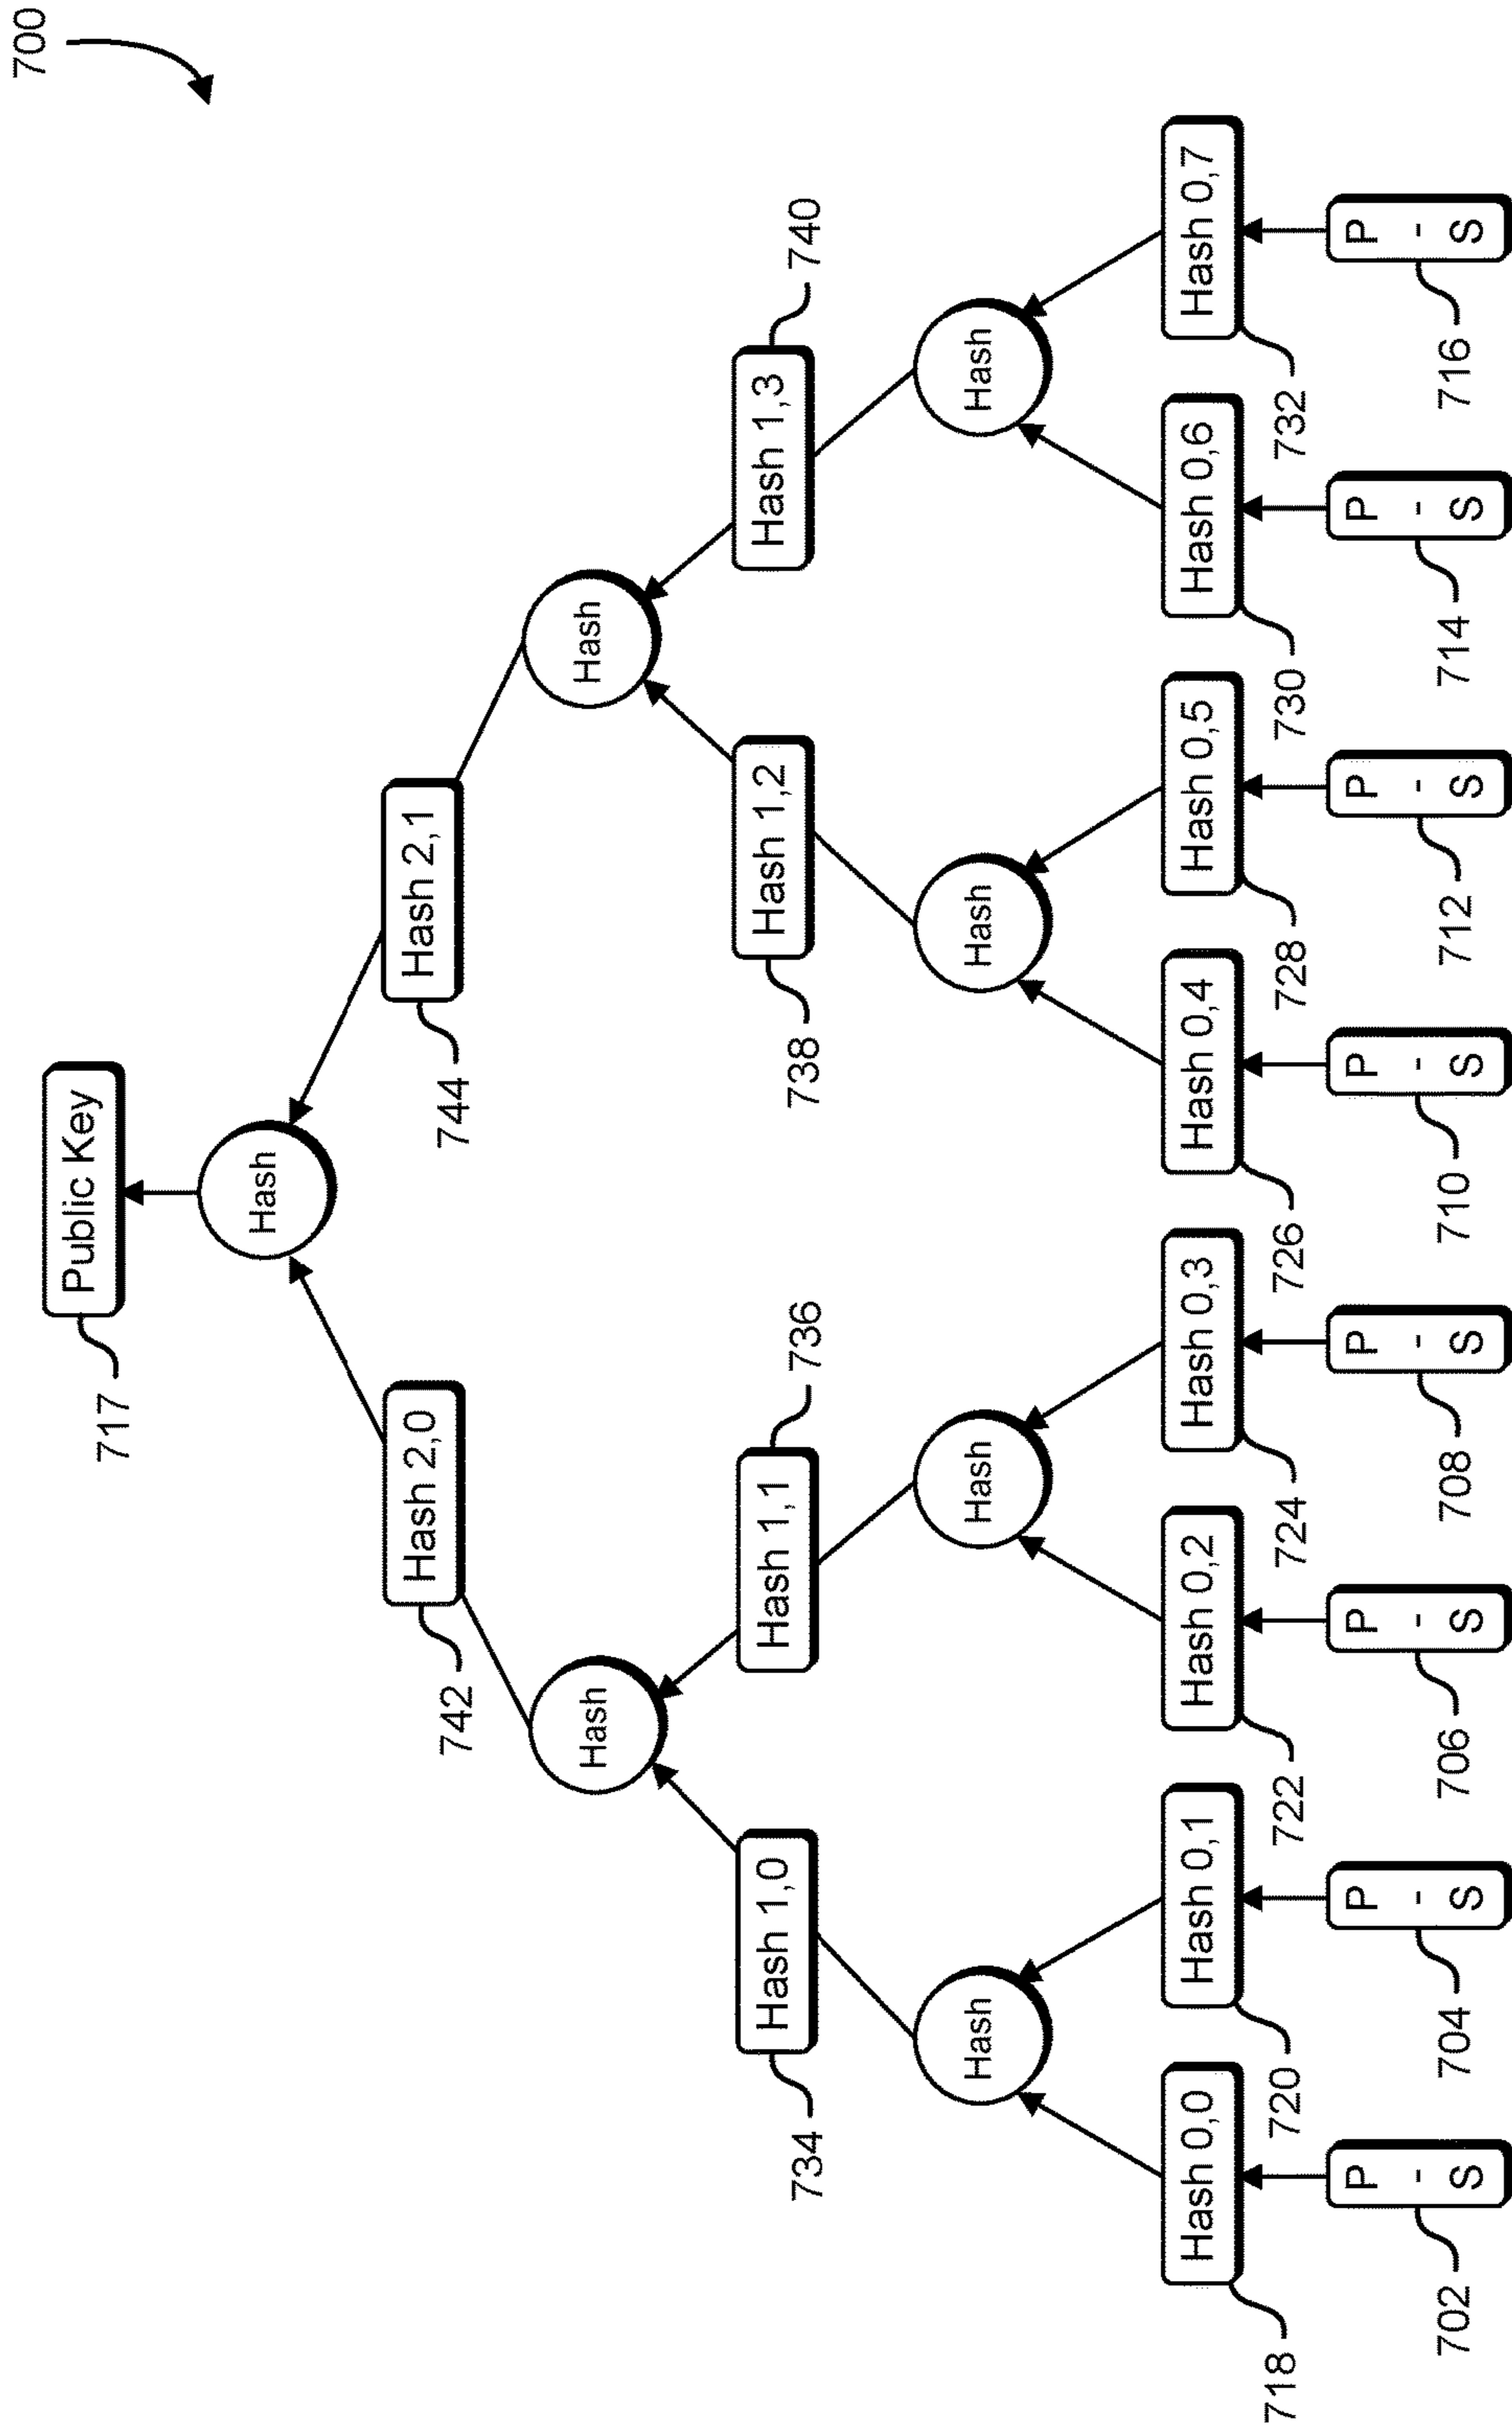 700
Public Key
717
Hash
Hash 2,0
742
Hash 2,1
744
Hash
Hash
Hash 1,0
734
Hash 1,1
736
Hash 1,2
738
Hash 1,3
740
Hash
Hash
Hash
Hash
Hash 0,0
Hash 0,1
Hash 0,2
Hash 0,3
Hash 0,4
Hash 0,5
Hash 0,6
Hash 0,7
718
720
722
724
726
728
730
732
P
-
S
P
-
S
P
-
S
P
-
S
P
-
S
P
-
S
P
-
S
P
-
S
702
704
706
708
710
712
714
716